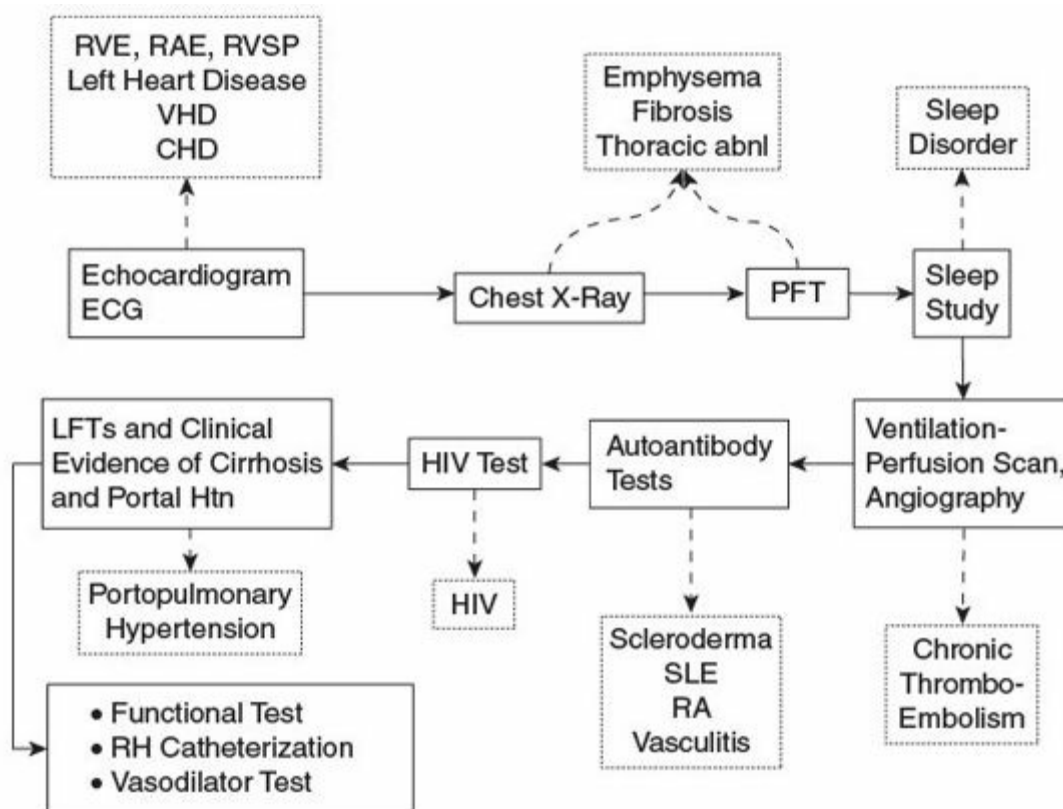 RVE, RAE, RVSP
Left Heart Disease
VHD
CHD
Emphysema
Fibrosis
Thoracic abnl
Sleep
Disorder
Echocardiogram
ECG
Chest X-Ray
PFT
Sleep
Study
LFTs and Clinical
Evidence of Cirrhosis
and Portal Htn
HIV Test
Autoantibody
Tests
Ventilation-
Perfusion Scan,
Angiography
Portopulmonary
Hypertension
HIV
Scleroderma
SLE
RA
Vasculitis
Chronic
Thrombo-
Embolism
• Functional Test
• RH Catheterization
• Vasodilator Test